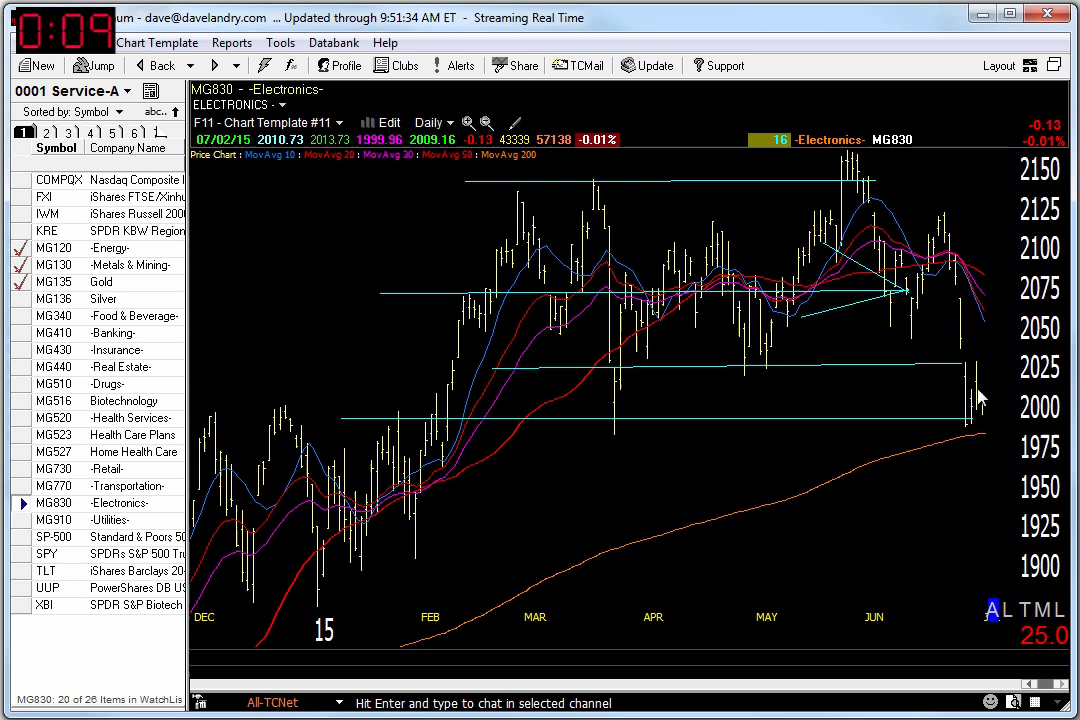 0:09
um - dave@davelandry.com ... Updated through 9:51:34 AM ET - Streaming Real Time
Chart Template Reports Tools Databank Help
New Jump Back Profile Clubs Alerts Share TCMail Update Support Layout
0001 Service-A
Sorted by: Symbol abc..
1 2 3 4 5 6 1
Symbol Company Name
COMPQX Nasdaq Composite I
FXI iShares FTSE/Xinhu
IWM iShares Russell 2000
KRE SPDR KBW Region
MG120 -Energy-
MG130 -Metals & Mining-
MG135 Gold
MG136 Silver
MG340 -Food & Beverage-
MG410 -Banking-
MG430 -Insurance-
MG440 -Real Estate-
MG510 -Drugs-
MG516 Biotechnology
MG520 -Health Services-
MG523 Health Care Plans
MG527 Home Health Care
MG730 -Retail-
MG770 -Transportation-
MG830 -Electronics-
MG910 -Utilities-
SP-500 Standard & Poors 50
SPY SPDRs S&P 500 Tru
TLT iShares Barclays 20+
UUP PowerShares DB US
XBI SPDR S&P Biotech
MG830: 20 of 26 Items in WatchLis
MG830 - -Electronics-
ELECTRONICS -
F11 - Chart Template #11 Edit Daily
07/02/15 2010.73 2013.73 1999.96 2009.16 -0.13 43339 57138 -0.01% 16 -Electronics- MG830
-0.13
-0.01%
Price Chart : MovAvg 10 : MovAvg 20 : MovAvg 30 : MovAvg 50 : MovAvg 200
2150
2125
2100
2075
2050
2025
2000
1975
1950
1925
1900
DEC 15 FEB MAR APR MAY JUN
A L T M L
25.0
All-TCNet Hit Enter and type to chat in selected channel